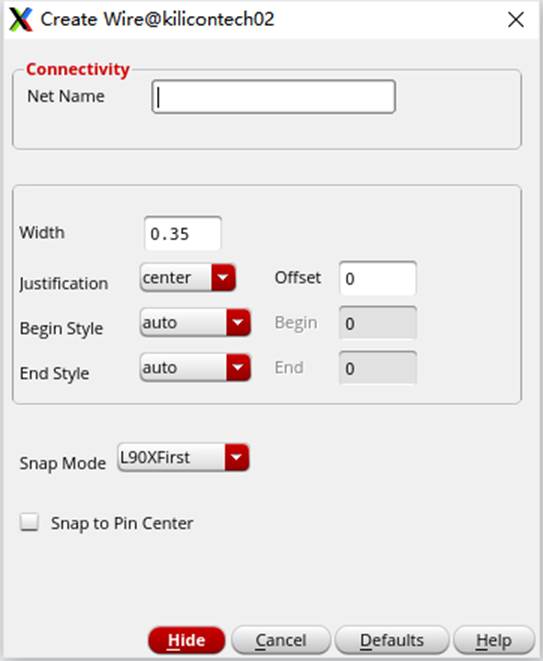 Create Wire@kilicontech02
Connectivity
Net Name
Width 0.35
Justification center Offset 0
Begin Style auto Begin 0
End Style auto End 0
Snap Mode L90XFirst
Snap to Pin Center
Hide Cancel Defaults Help